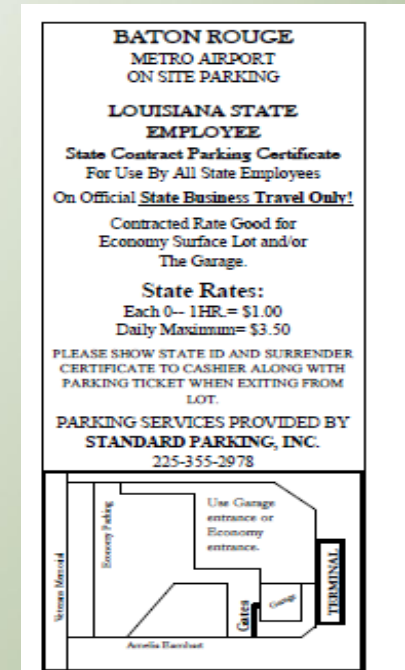 BATON ROUGE
METRO AIRPORT
ON SITE PARKING
LOUISIANA STATE
EMPLOYEE
State Contract Parking Certificate
For Use By All State Employees
On Official State Business Travel Only!
Contracted Rate Good for
Economy Surface Lot and/or
The Garage.
State Rates:
Each 0-- 1HR.= $1.00
Daily Maximum= $3.50
PLEASE SHOW STATE ID AND SURRENDER
CERTIFICATE TO CASHIER ALONG WITH
PARKING TICKET WHEN EXITING FROM
LOT.
PARKING SERVICES PROVIDED BY
STANDARD PARKING, INC.
225-355-2978
Use Garage
entrance or
Economy
entrance.
Veterans Memorial
Economy Parking
Gates
Garage
TERMINAL
Amelia Earnhart